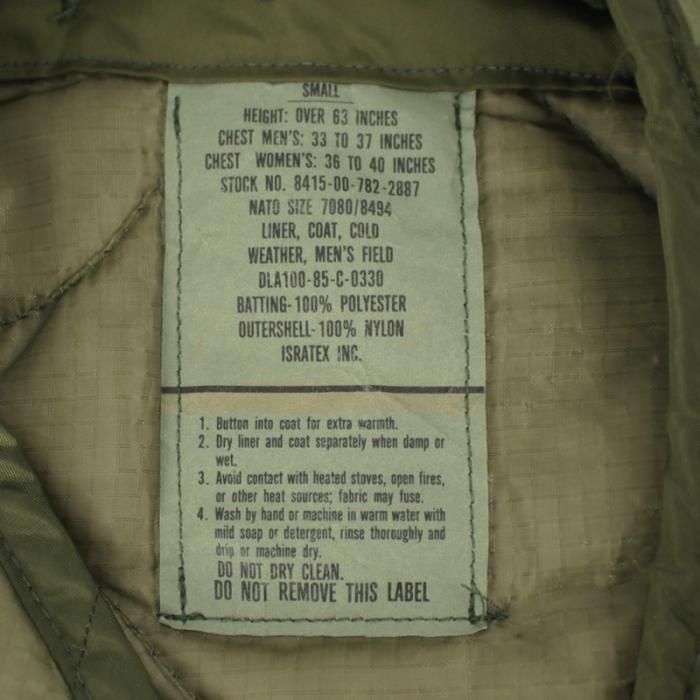 SMALL
HEIGHT: OVER 63 INCHES
CHEST MEN'S: 33 TO 37 INCHES
CHEST WOMEN'S: 36 TO 40 INCHES
STOCK NO. 8415-00-782-2887
NATO SIZE 7080/8494
LINER, COAT, COLD
WEATHER, MEN'S FIELD
DLA100-85-C-0330
BATTING-100% POLYESTER
OUTERSHELL-100% NYLON
ISRATEX INC.
1. Button into coat for extra warmth.
2. Dry liner and coat separately when damp or
wet.
3. Avoid contact with heated stoves, open fires,
or other heat sources; fabric may fuse.
4. Wash by hand or machine in warm water with
mild soap or detergent, rinse thoroughly and
drip or machine dry.
DO NOT DRY CLEAN.
DO NOT REMOVE THIS LABEL